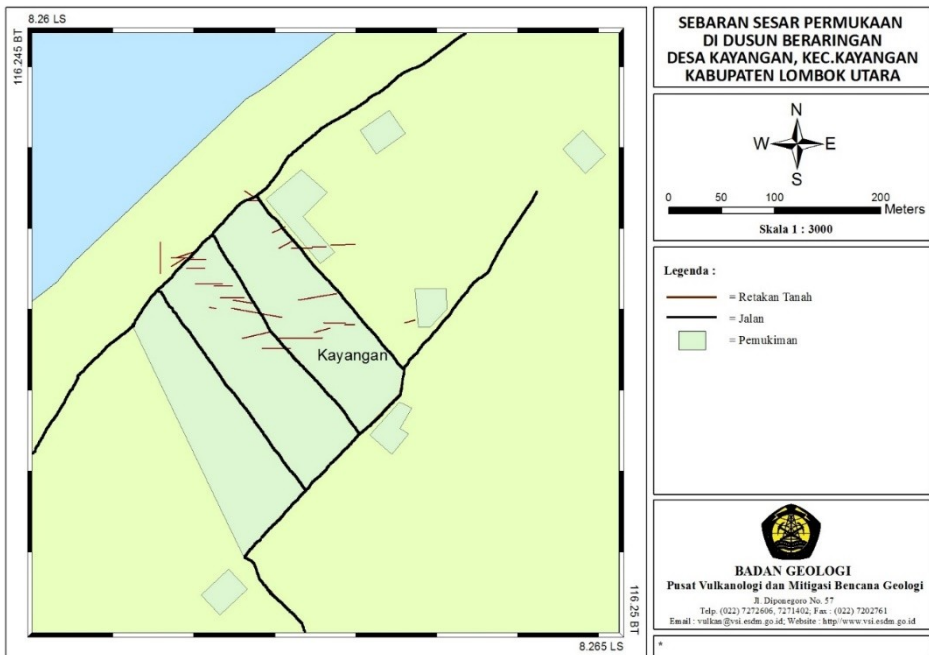 8.26 LS
116.245 BT
Kayangan
116.25 BT
8.265 LS
SEBARAN SESAR PERMUKAAN
DI DUSUN BERARINGAN
DESA KAYANGAN, KEC.KAYANGAN
KABUPATEN LOMBOK UTARA
N
W E
S
0 50 100 200
Meters
Skala 1 : 3000
Legenda :
= Retakan Tanah
= Jalan
= Pemukiman
BADAN GEOLOGI
Pusat Vulkanologi dan Mitigasi Bencana Geologi
Jl. Diponegoro No. 57
Telp. (022) 7272606, 7271402; Fax : (022) 7202761
Email : vulkan@vsi.esdm.go.id; Website : http//www.vsi.esdm.go.id
*